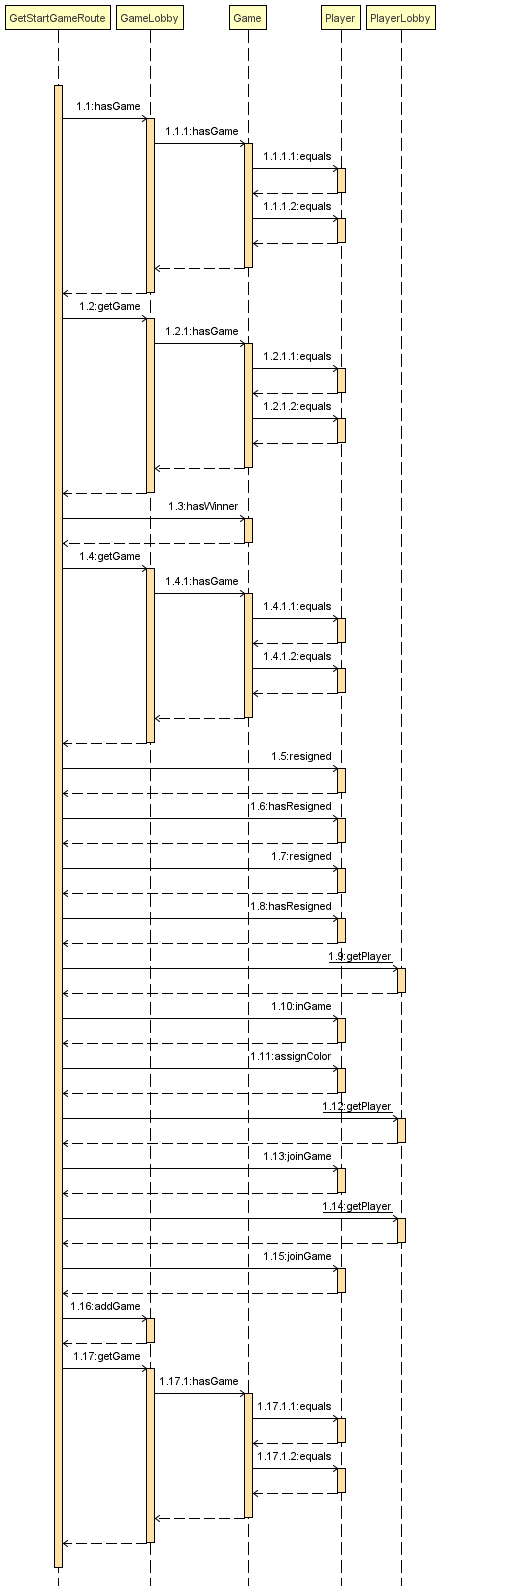 GetStartGameRoute GameLobby Game Player PlayerLobby
1.1:hasGame
1.1.1:hasGame
1.1.1.1:equals
1.1.1.2:equals
1.2:getGame
1.2.1:hasGame
1.2.1.1:equals
1.2.1.2:equals
1.3:hasWinner
1.4:getGame
1.4.1:hasGame
1.4.1.1:equals
1.4.1.2:equals
1.5:resigned
1.6:hasResigned
1.7:resigned
1.8:hasResigned
1.9:getPlayer
1.10:inGame
1.11:assignColor
1.12:getPlayer
1.13:joinGame
1.14:getPlayer
1.15:joinGame
1.16:addGame
1.17:getGame
1.17.1:hasGame
1.17.1.1:equals
1.17.1.2:equals